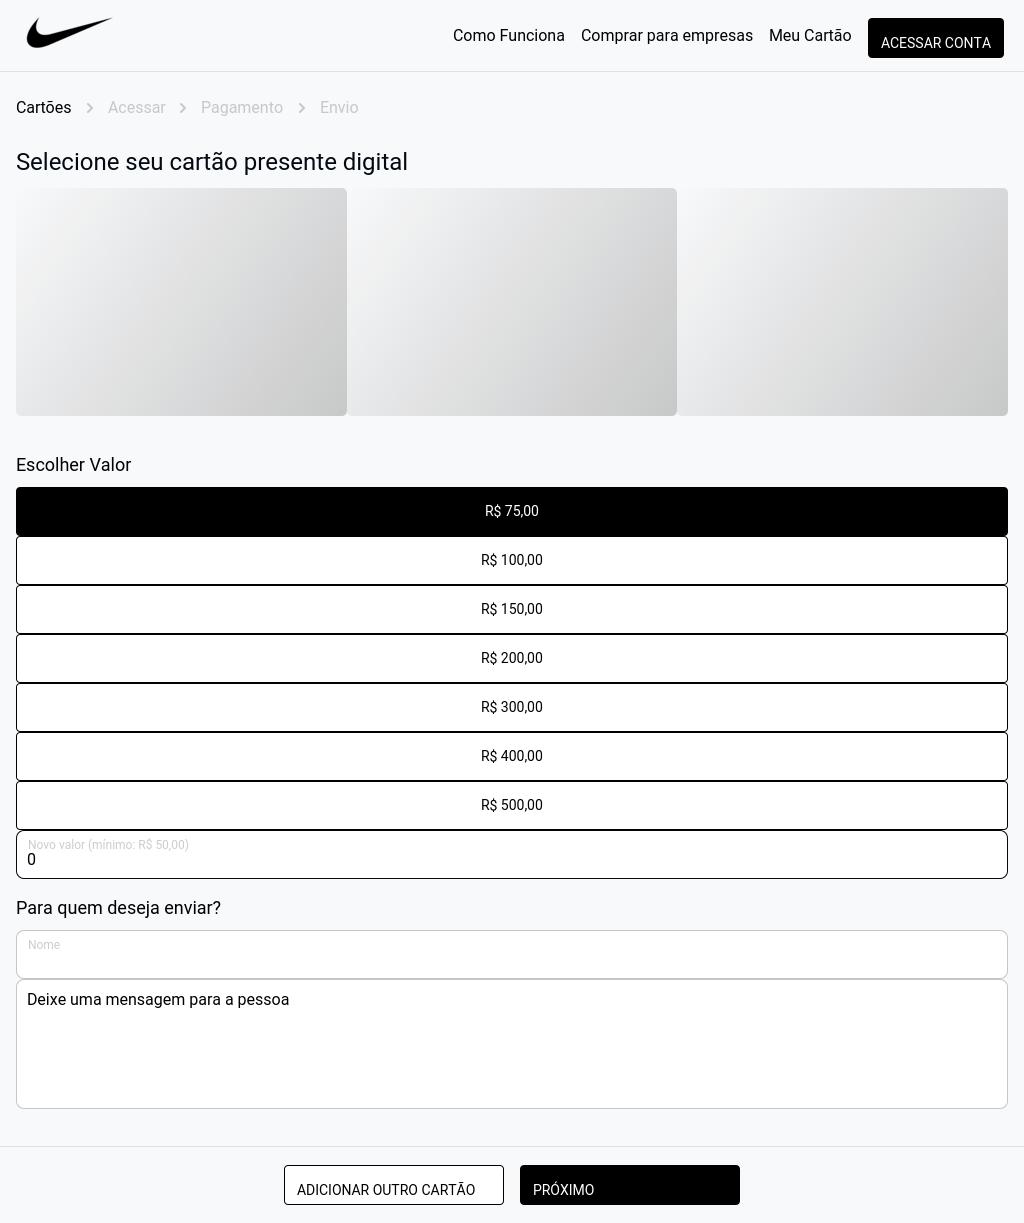 Como Funciona Comprar para empresas Meu Cartão ACESSAR CONTA
Cartões Acessar Pagamento Envio
Selecione seu cartão presente digital
Escolher Valor
R$ 75,00
R$ 100,00
R$ 150,00
R$ 200,00
R$ 300,00
R$ 400,00
R$ 500,00
Novo valor (mínimo: R$ 50,00)
0
Para quem deseja enviar?
Nome
Deixe uma mensagem para a pessoa
ADICIONAR OUTRO CARTÃO PRÓXIMO